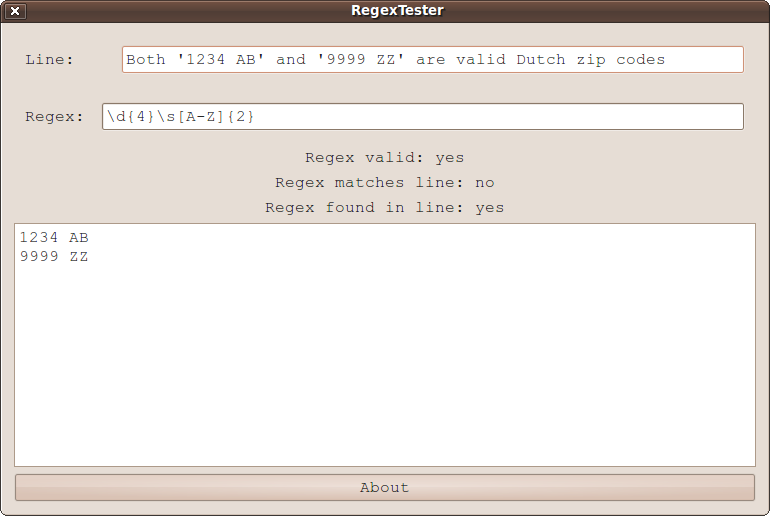 RegexTester
Line: Both '1234 AB' and '9999 ZZ' are valid Dutch zip codes
Regex: \d{4}\s[A-Z]{2}
Regex valid: yes
Regex matches line: no
Regex found in line: yes
1234 AB
9999 ZZ
About